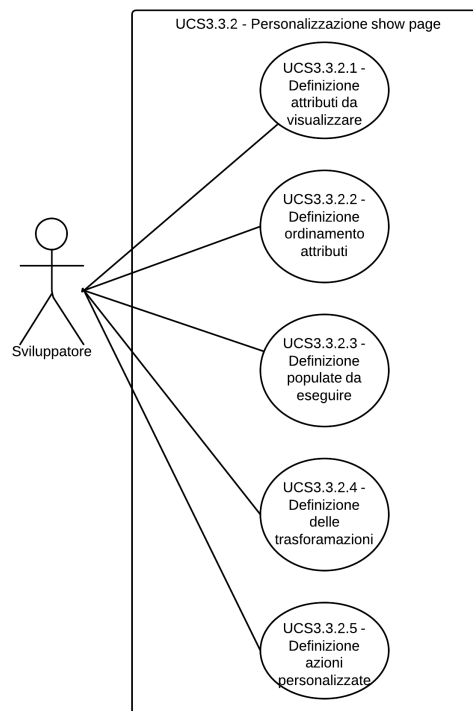 UCS3.3.2 - Personalizzazione show page
UCS3.3.2.1 -
Definizione
attributi da
visualizzare
UCS3.3.2.2 -
Definizione
ordinamento
attributi
Sviluppatore
UCS3.3.2.3 -
Definizione
populate da
eseguire
UCS3.3.2.4 -
Definizione
delle
trasforamazioni
UCS3.3.2.5 -
Definizione
azioni
personalizzate